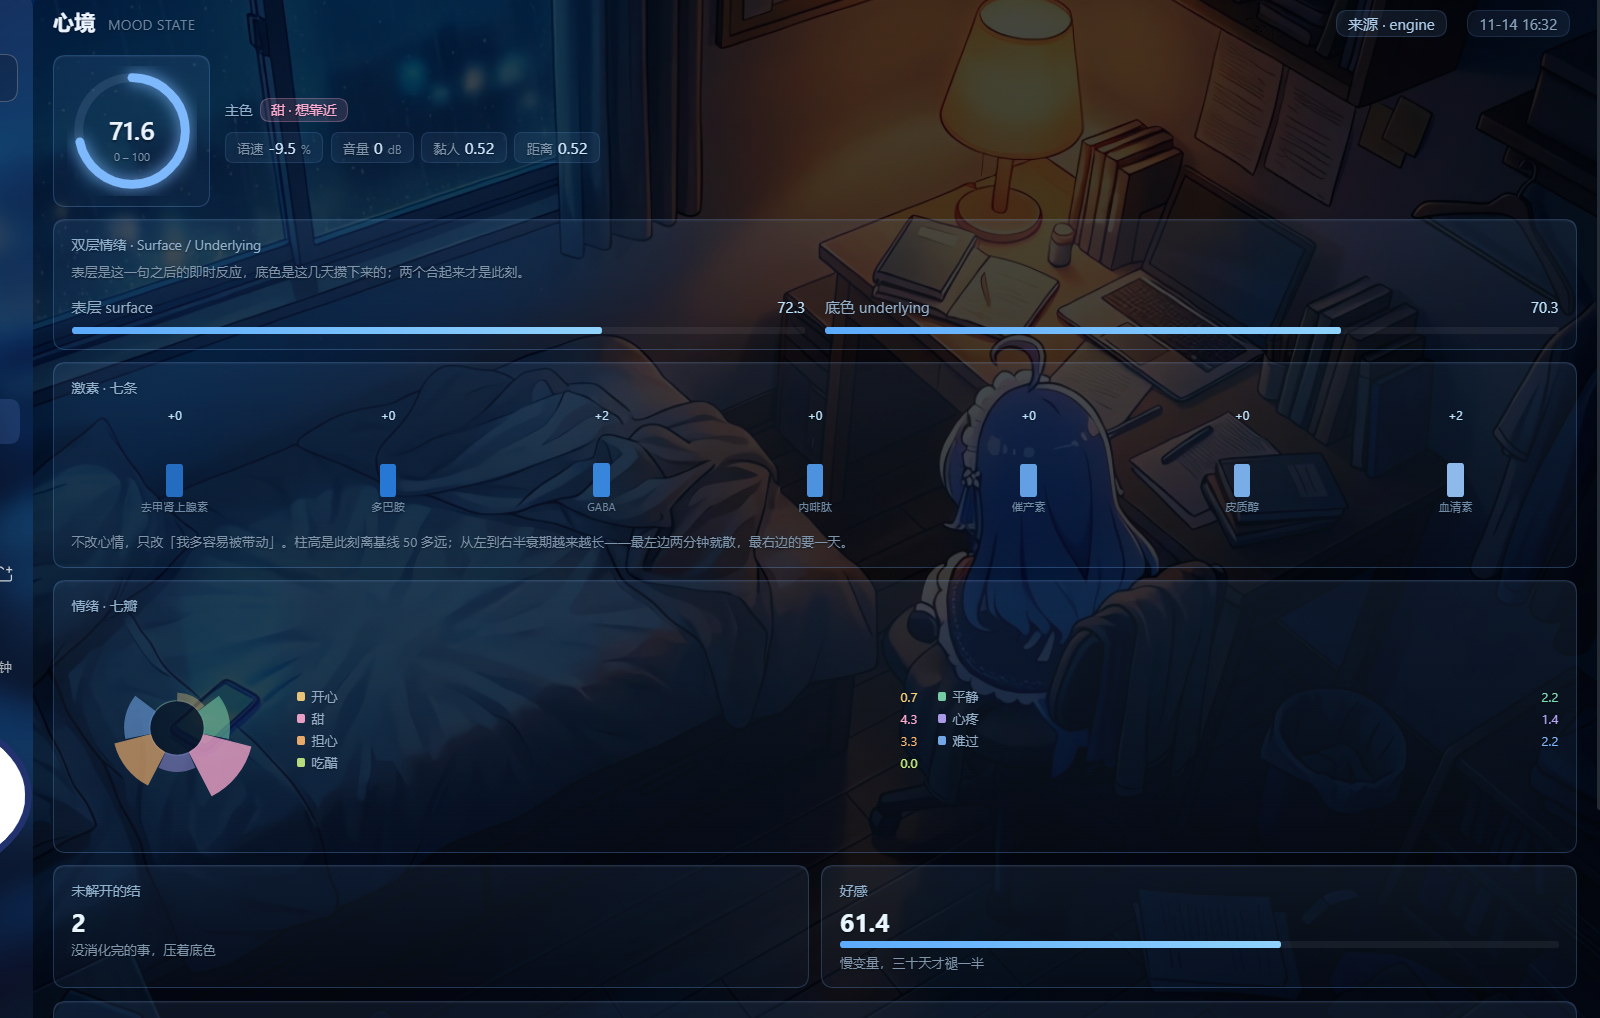 心境 MOOD STATE
来源 · engine
11-14 16:32
71.6
0 – 100
主色 甜 · 想靠近
语速 -9.5 % 音量 0 dB 黏人 0.52 距离 0.52
双层情绪 · Surface / Underlying
表层是这一句之后的即时反应，底色是这几天攒下来的；两个合起来才是此刻。
表层 surface 72.3 底色 underlying 70.3
激素 · 七条
+0 +0 +2 +0 +0 +0 +2
去甲肾上腺素 多巴胺 GABA 内啡肽 催产素 皮质醇 血清素
不改心情，只改「我多容易被带动」。柱高是此刻离基线 50 多远；从左到右半衰期越来越长——最左边两分钟就散，最右边的要一天。
钟
情绪 · 七瓣
开心 0.7 平静 2.2
甜 4.3 心疼 1.4
担心 3.3 难过 2.2
吃醋 0.0
未解开的结
2
没消化完的事，压着底色
好感
61.4
慢变量，三十天才褪一半